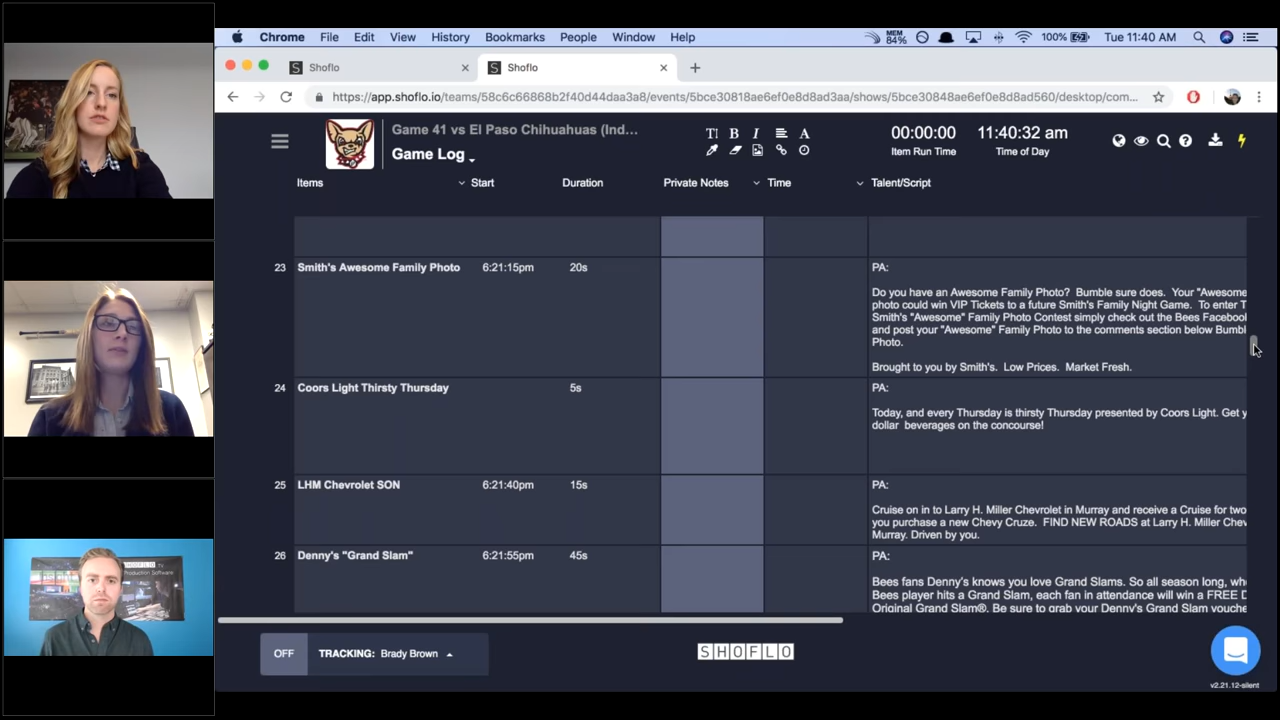 Chrome File Edit View History Bookmarks People Window Help MEM 84% 100% Tue 11:40 AM
Shoflo Shoflo
https://app.shoflo.io/teams/58c6c66868b2f40d44daa3a8/events/5bce30818ae6ef0e8d8ad3aa/shows/5bce30848ae6ef0e8d8ad560/desktop/com...
Game 41 vs El Paso Chihuahuas (Ind...
Game Log
00:00:00 11:40:32 am
Item Run Time Time of Day
Items Start Duration Private Notes Time Talent/Script
23 Smith's Awesome Family Photo 6:21:15pm 20s PA:
Do you have an Awesome Family Photo? Bumble sure does. Your "Awesome
photo could win VIP Tickets to a future Smith's Family Night Game. To enter T
Smith's "Awesome" Family Photo Contest simply check out the Bees Facebool
and post your "Awesome" Family Photo to the comments section below Bumbl
Photo.
Brought to you by Smith's. Low Prices. Market Fresh.
24 Coors Light Thirsty Thursday 5s PA:
Today, and every Thursday is thirsty Thursday presented by Coors Light. Get y
dollar beverages on the concourse!
25 LHM Chevrolet SON 6:21:40pm 15s PA:
Cruise on in to Larry H. Miller Chevrolet in Murray and receive a Cruise for two
you purchase a new Chevy Cruze. FIND NEW ROADS at Larry H. Miller Chev
Murray. Driven by you.
26 Denny's "Grand Slam" 6:21:55pm 45s PA:
Bees fans Denny's knows you love Grand Slams. So all season long, wh
Bees player hits a Grand Slam, each fan in attendance will win a FREE D
Original Grand Slam®. Be sure to grab your Denny's Grand Slam vouche
OFF TRACKING: Brady Brown
SHOFLO
v2.21.12-silent
SHOFLO TV
Production Software